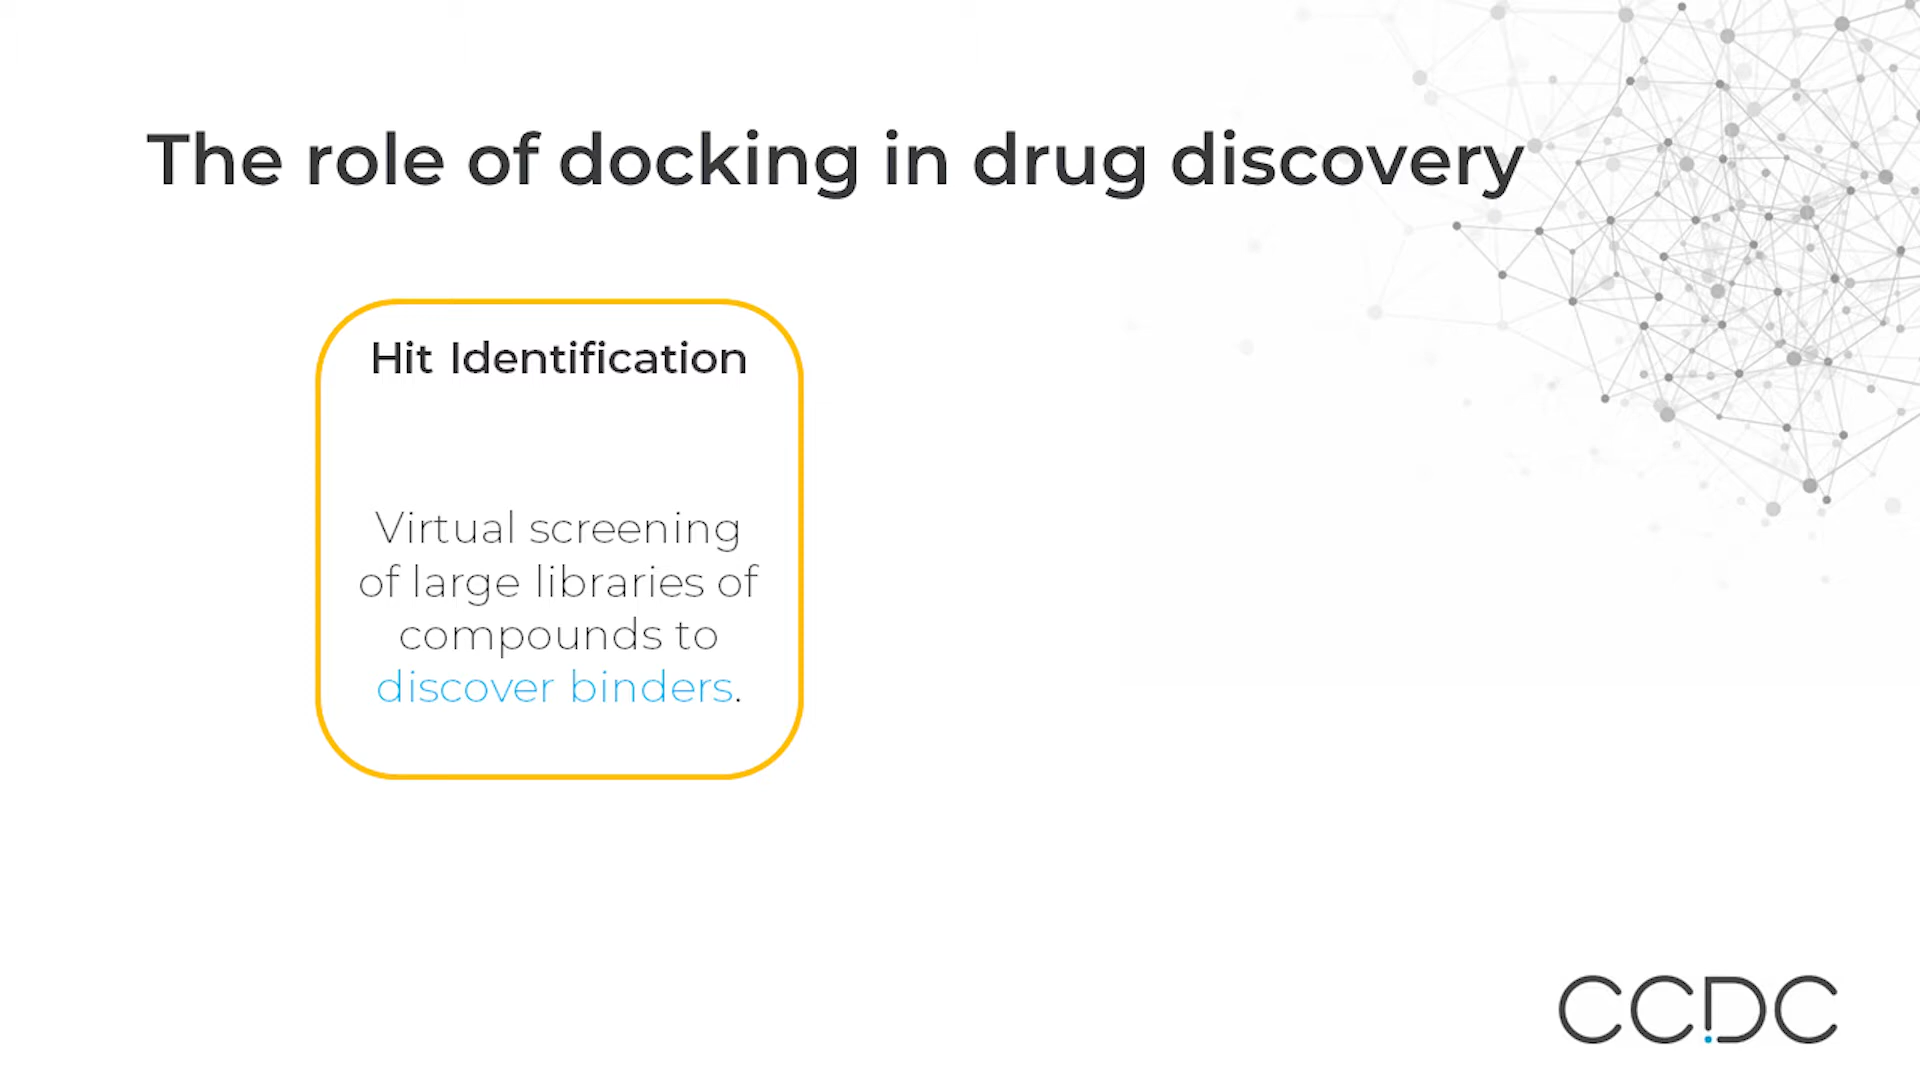 The role of docking in drug discovery
Hit Identification
Virtual screening
of large libraries of
compounds to
discover binders.
CCDC